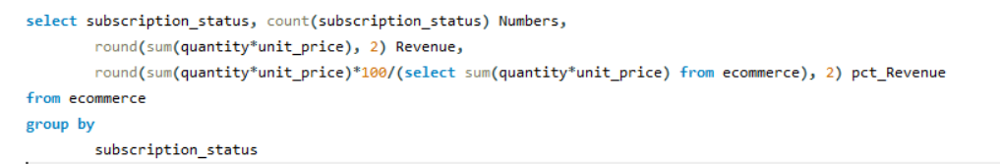 select subscription_status, count(subscription_status) Numbers,
round(sum(quantity*unit_price), 2) Revenue,
round(sum(quantity*unit_price)*100/(select sum(quantity*unit_price) from ecommerce), 2) pct_Revenue
from ecommerce
group by
subscription_status